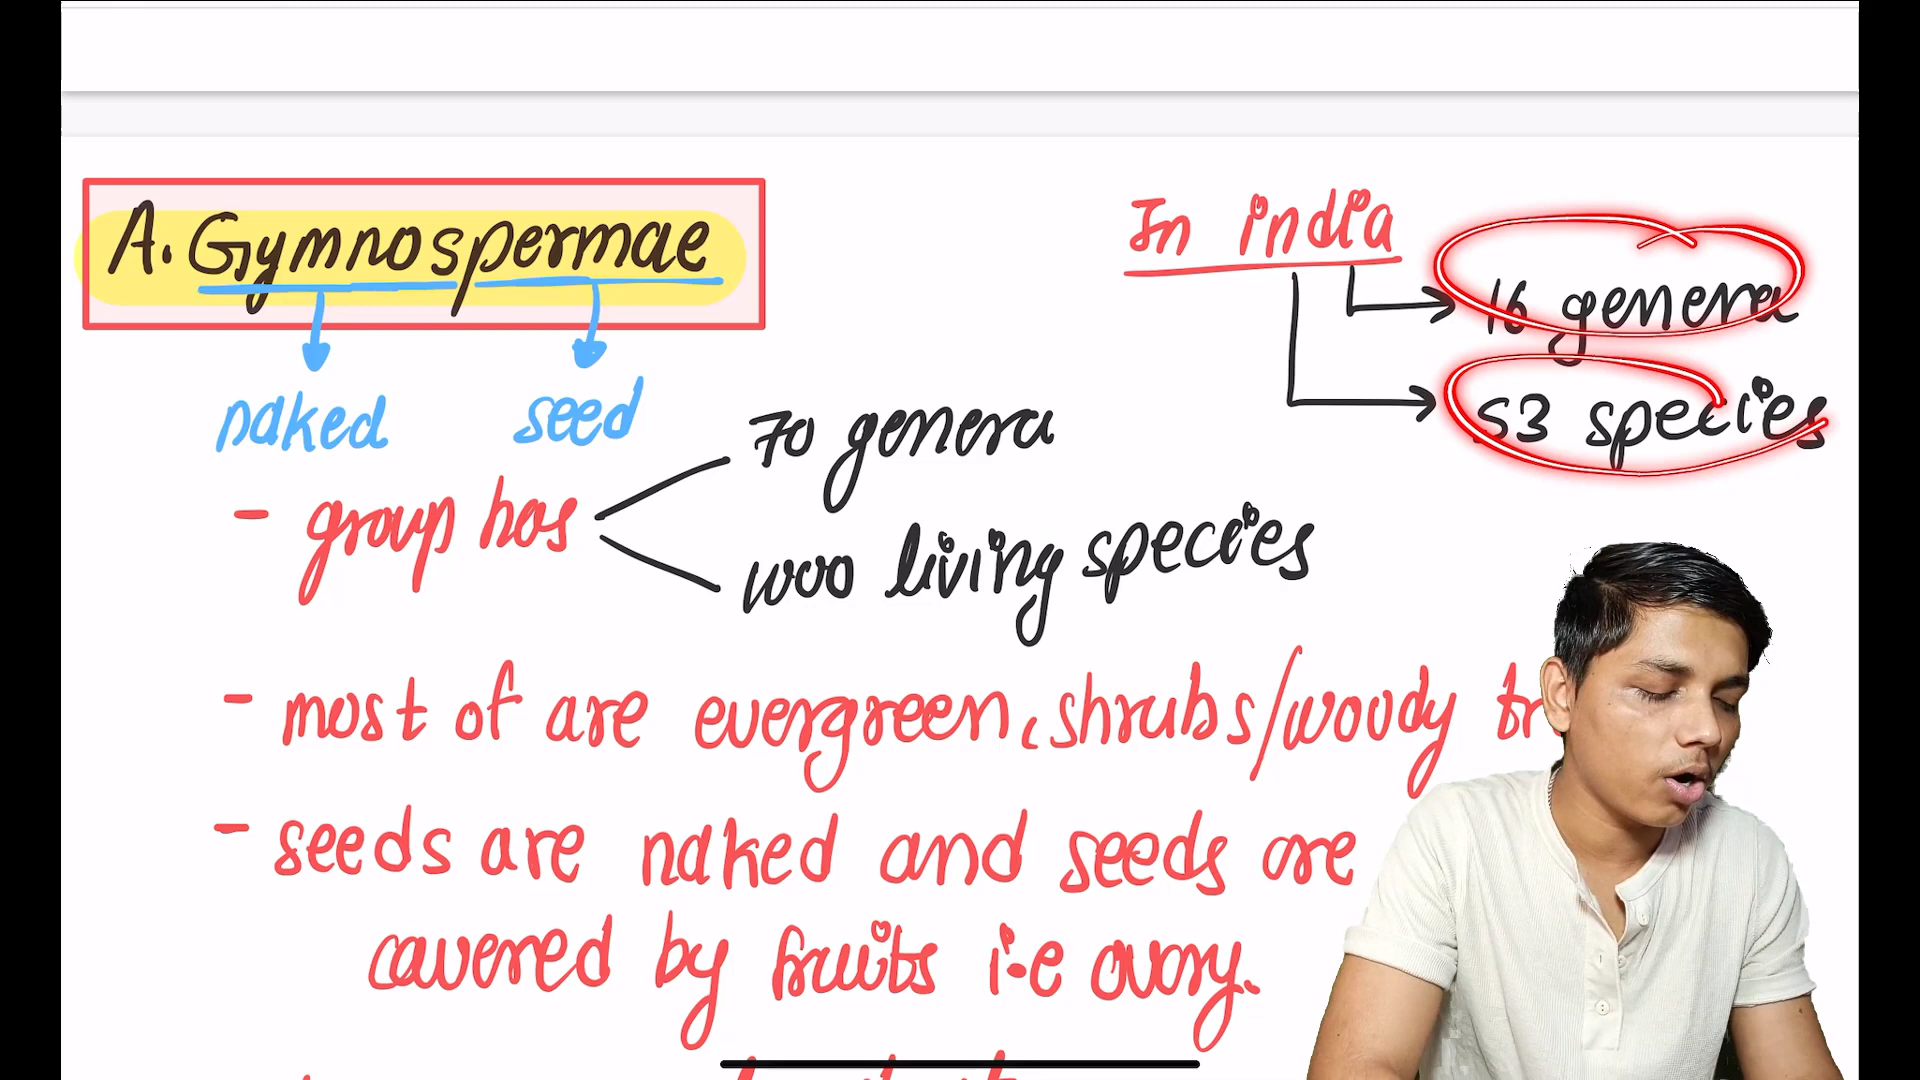 A. Gymnospermae
naked seed
In india
16 genera
53 species
- group has
70 genera
1000 living species
- most of are evergreen, shrubs/woody
- seeds are naked and seeds are
cavered by fruits i.e ovary.